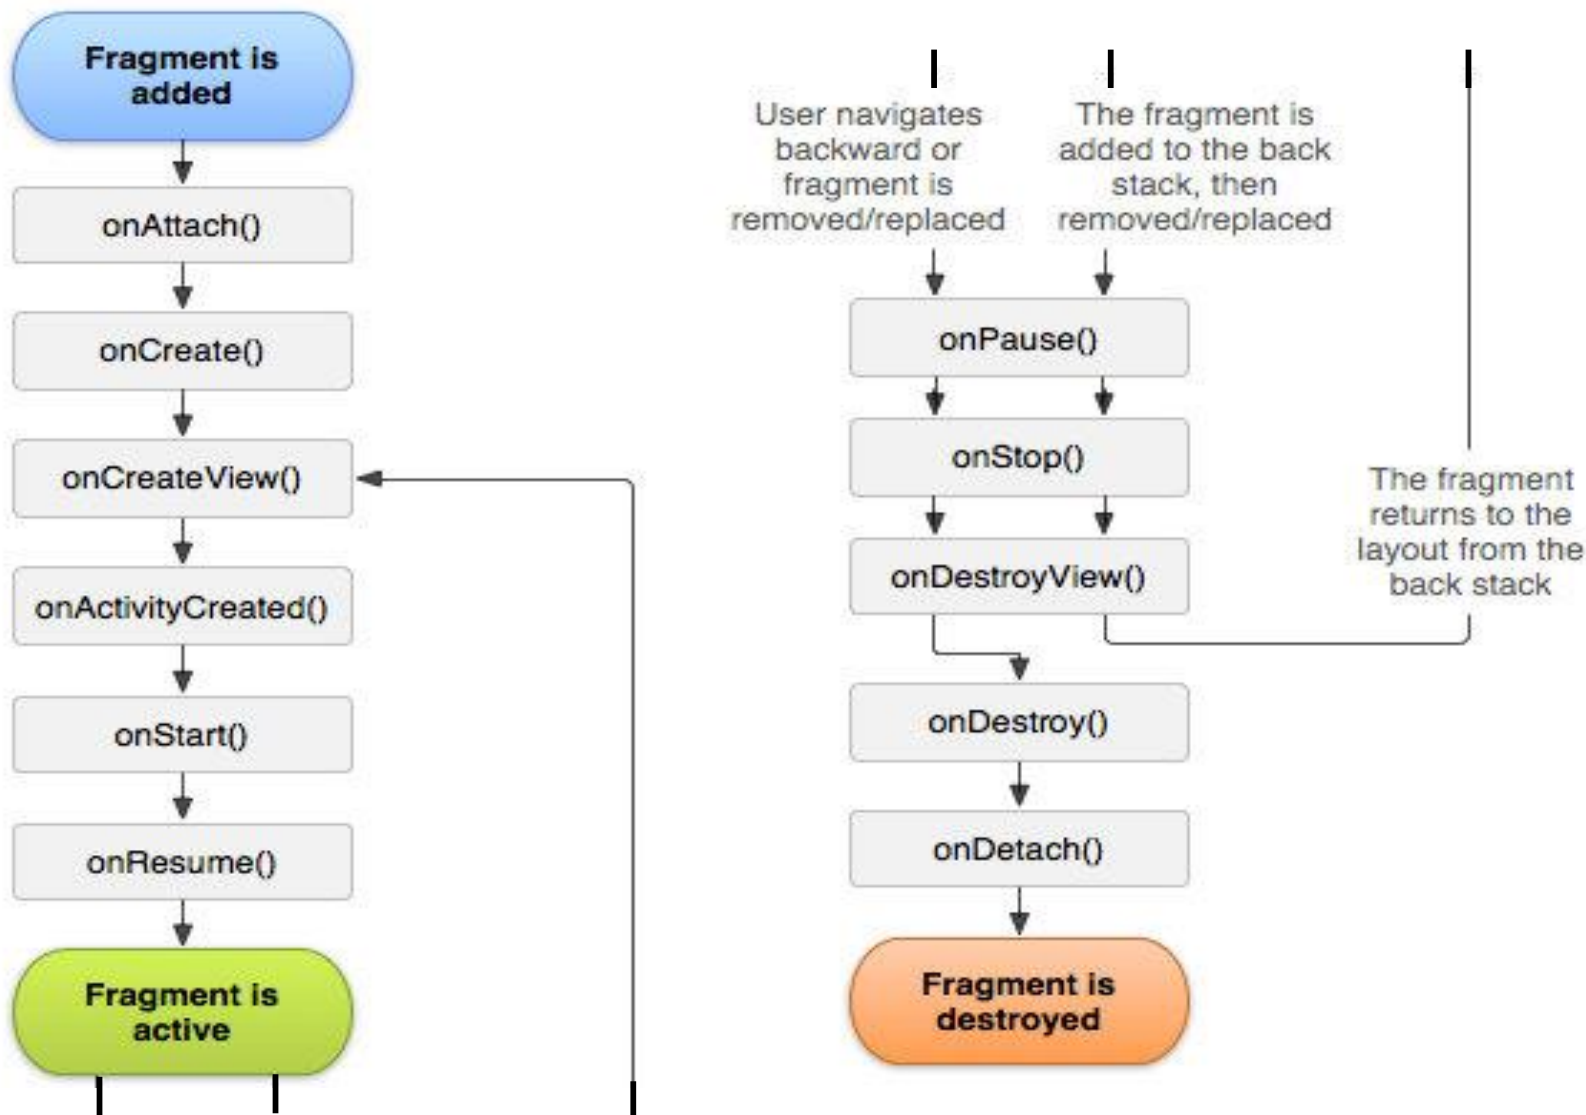 Fragment is
added
onAttach()
onCreate()
onCreateView()
onActivityCreated()
onStart()
onResume()
Fragment is
active
User navigates
backward or
fragment is
removed/replaced
The fragment is
added to the back
stack, then
removed/replaced
onPause()
onStop()
onDestroyView()
The fragment
returns to the
layout from the
back stack
onDestroy()
onDetach()
Fragment is
destroyed